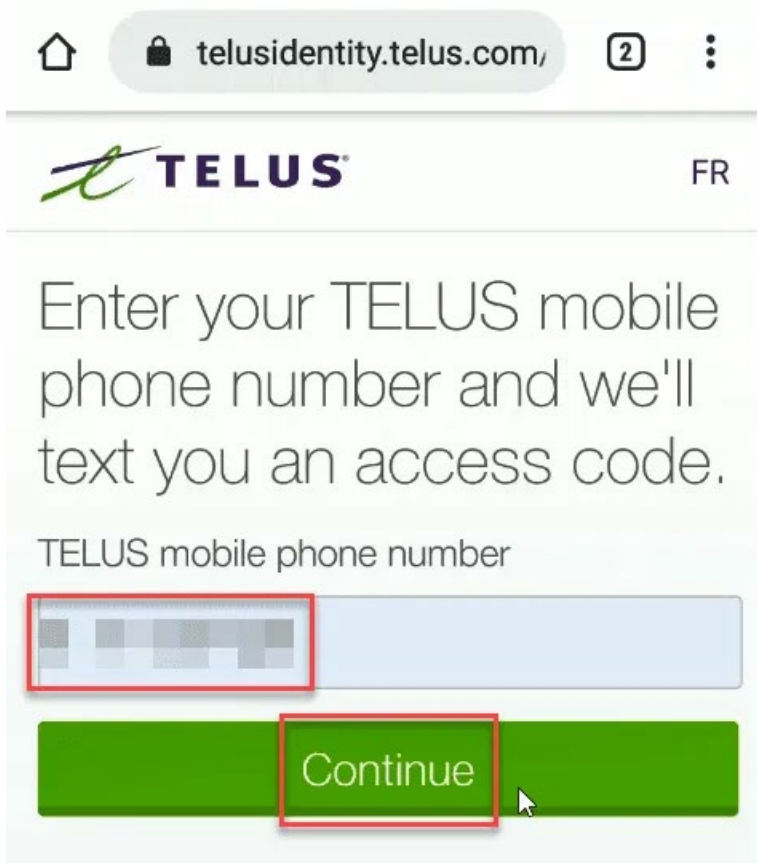 telusidentity.telus.com/
2
TELUS®
FR
Enter your TELUS mobile
phone number and we'll
text you an access code.
TELUS mobile phone number
Continue